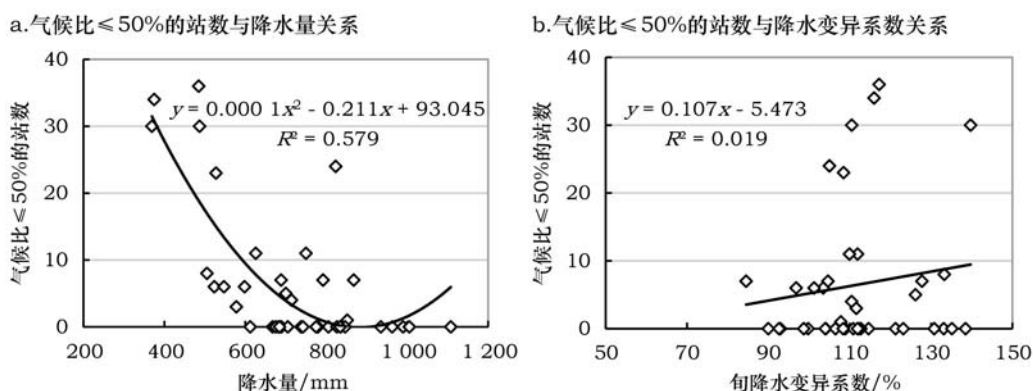 a.气候比≤50%的站数与降水量关系
气候比≤50%的站数
40
30
20
10
0
y = 0.000 1x² - 0.211x + 93.045
R² = 0.579
200 400 600 800 1 000 1 200
降水量/mm
b.气候比≤50%的站数与降水变异系数关系
气候比≤50%的站数
40
30
20
10
0
y = 0.107x - 5.473
R² = 0.019
50 70 90 110 130 150
旬降水变异系数/%